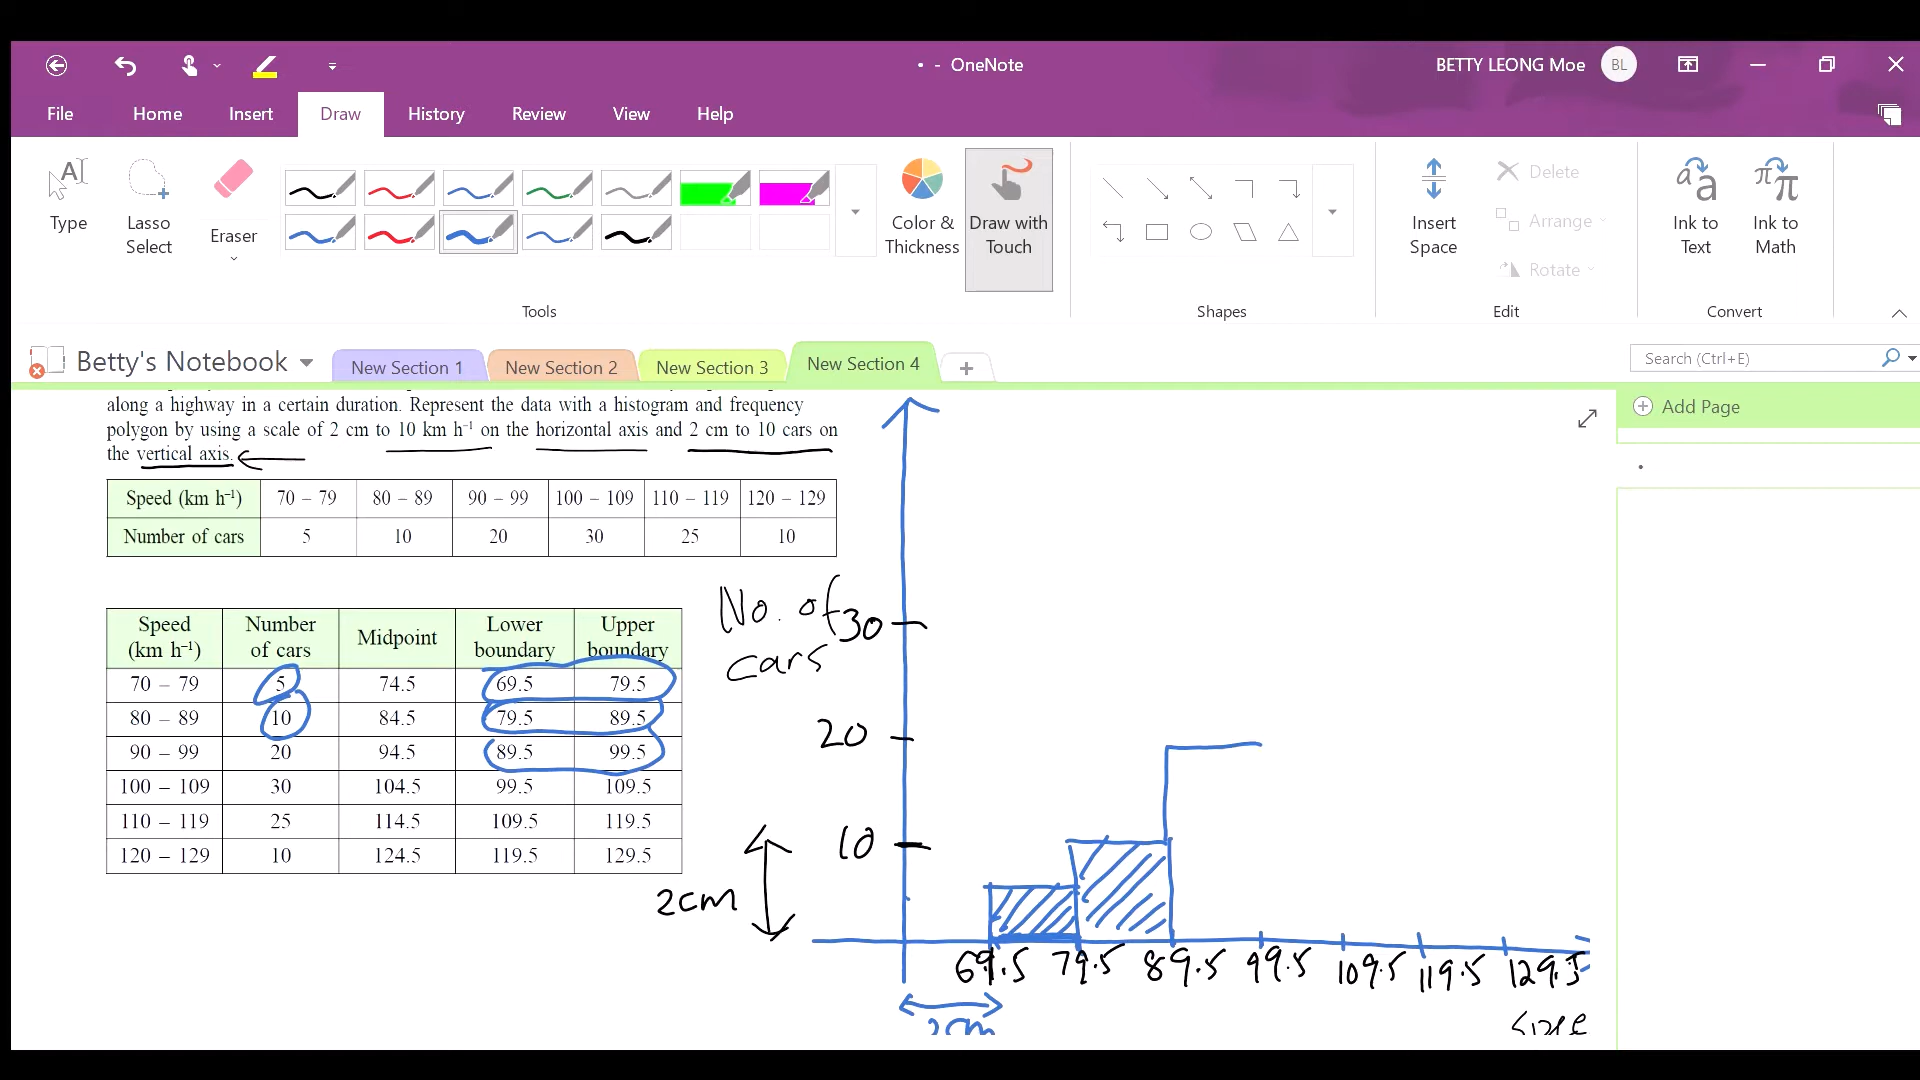 - OneNote
BETTY LEONG Moe
BL
File
Home
Insert
Draw
History
Review
View
Help
Type
Lasso
Select
Eraser
Color &
Thickness
Draw with
Touch
Insert
Space
Delete
Arrange
Rotate
Ink to
Text
Ink to
Math
Tools
Shapes
Edit
Convert
Betty's Notebook
New Section 1
New Section 2
New Section 3
New Section 4
Search (Ctrl+E)
Add Page
along a highway in a certain duration. Represent the data with a histogram and frequency
polygon by using a scale of 2 cm to 10 km h⁻¹ on the horizontal axis and 2 cm to 10 cars on
the vertical axis.
Speed (km h⁻¹) 70 – 79 80 – 89 90 – 99 100 – 109 110 – 119 120 – 129
Number of cars 5 10 20 30 25 10
Speed (km h⁻¹) Number of cars Midpoint Lower boundary Upper boundary
70 – 79 5 74.5 69.5 79.5
80 – 89 10 84.5 79.5 89.5
90 – 99 20 94.5 89.5 99.5
100 – 109 30 104.5 99.5 109.5
110 – 119 25 114.5 109.5 119.5
120 – 129 10 124.5 119.5 129.5
No. of
cars
30
20
10
2cm
69.5 79.5 89.5 99.5 109.5 119.5 129.5
2cm